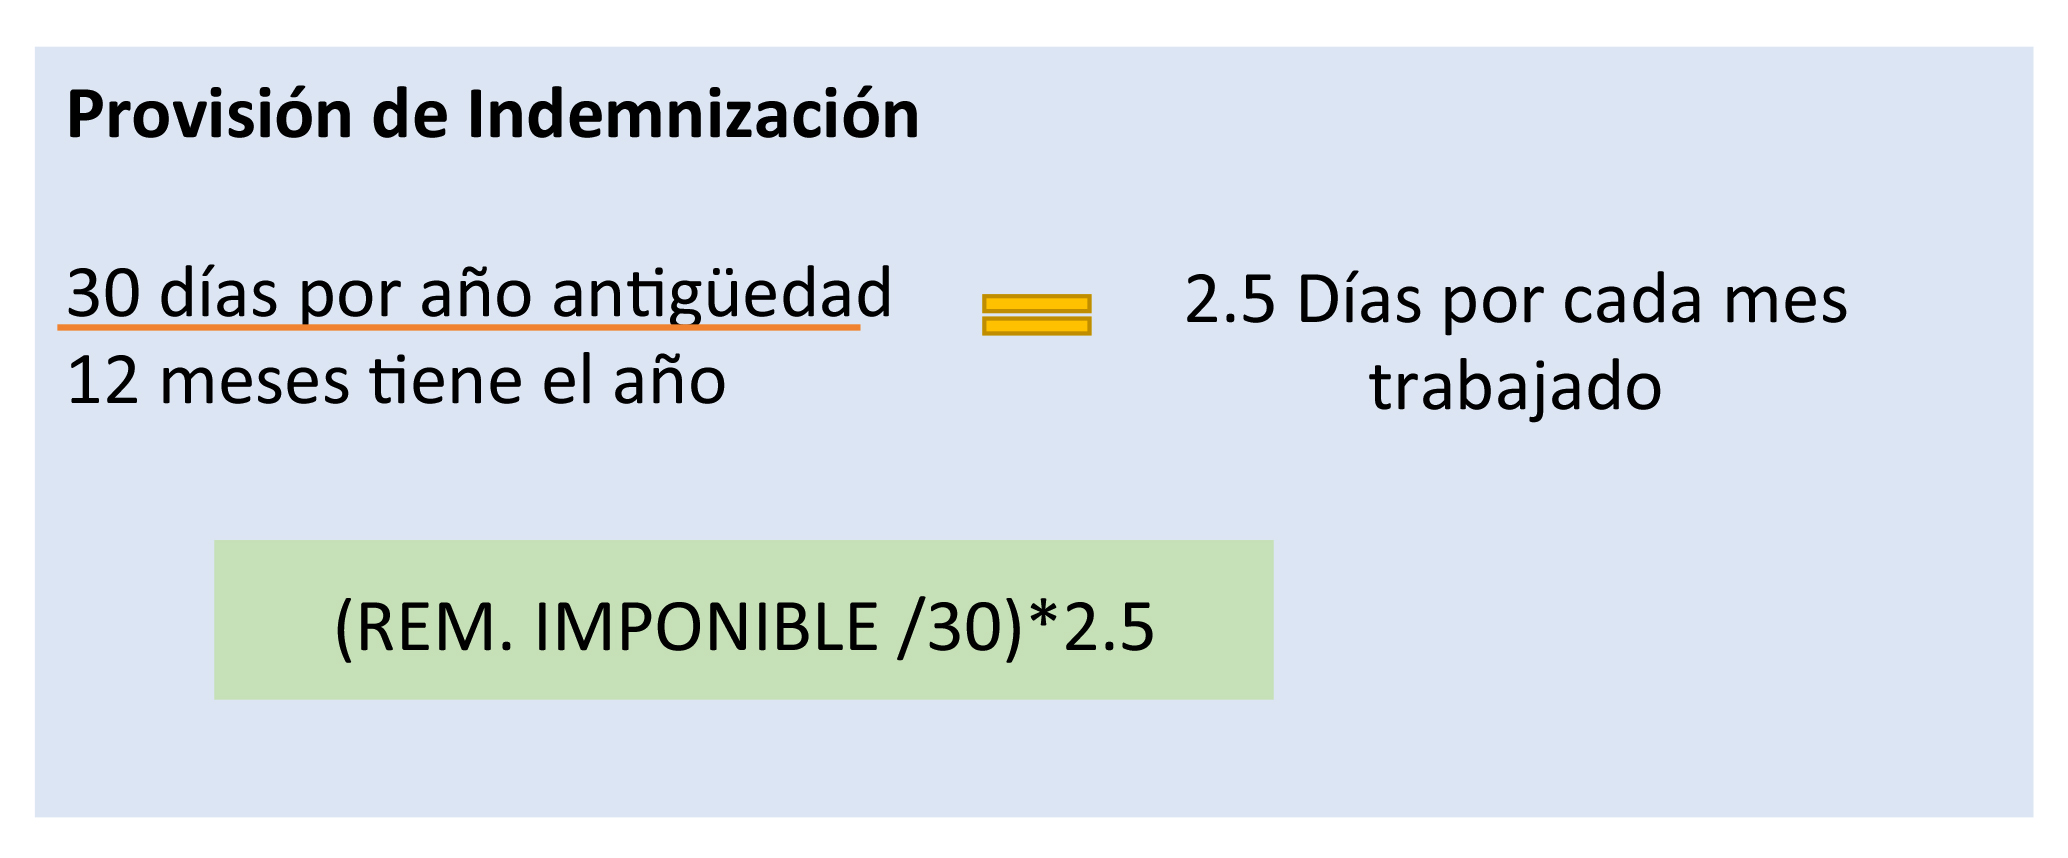 Provisión de Indemnización
30 días por año antigüedad
12 meses tiene el año
2.5 Días por cada mes
trabajado
(REM. IMPONIBLE /30)*2.5